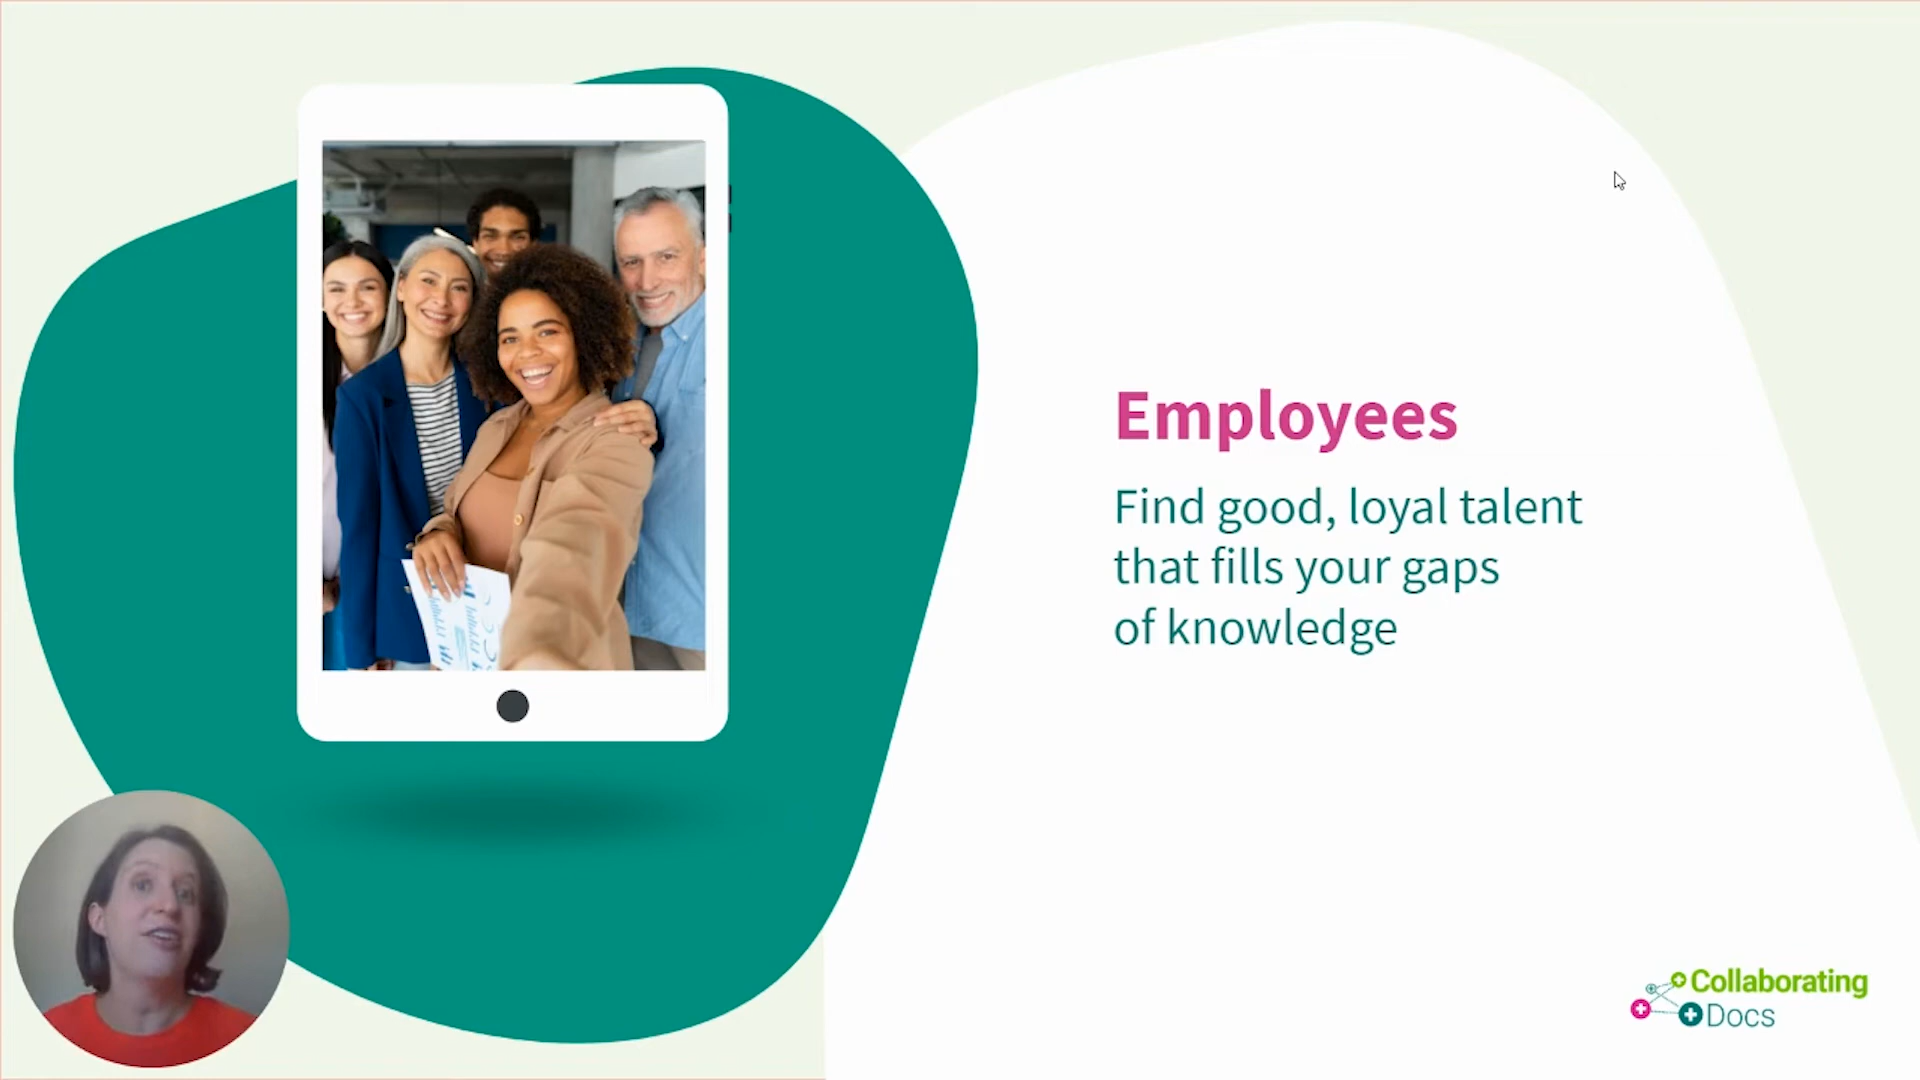 Employees
Find good, loyal talent
that fills your gaps
of knowledge
Collaborating
Docs